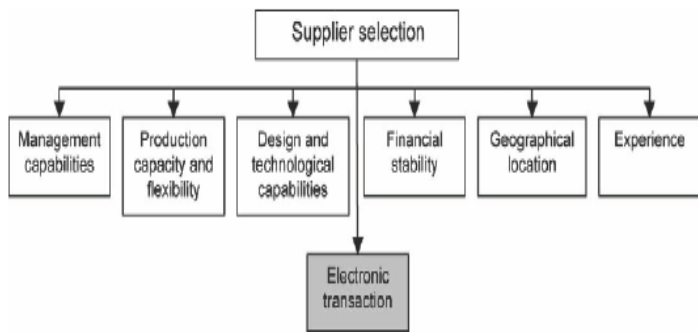 Supplier selection
Management
capabilities
Production
capacity and
flexibility
Design and
technological
capabilities
Financial
stability
Geographical
location
Experience
Electronic
transaction